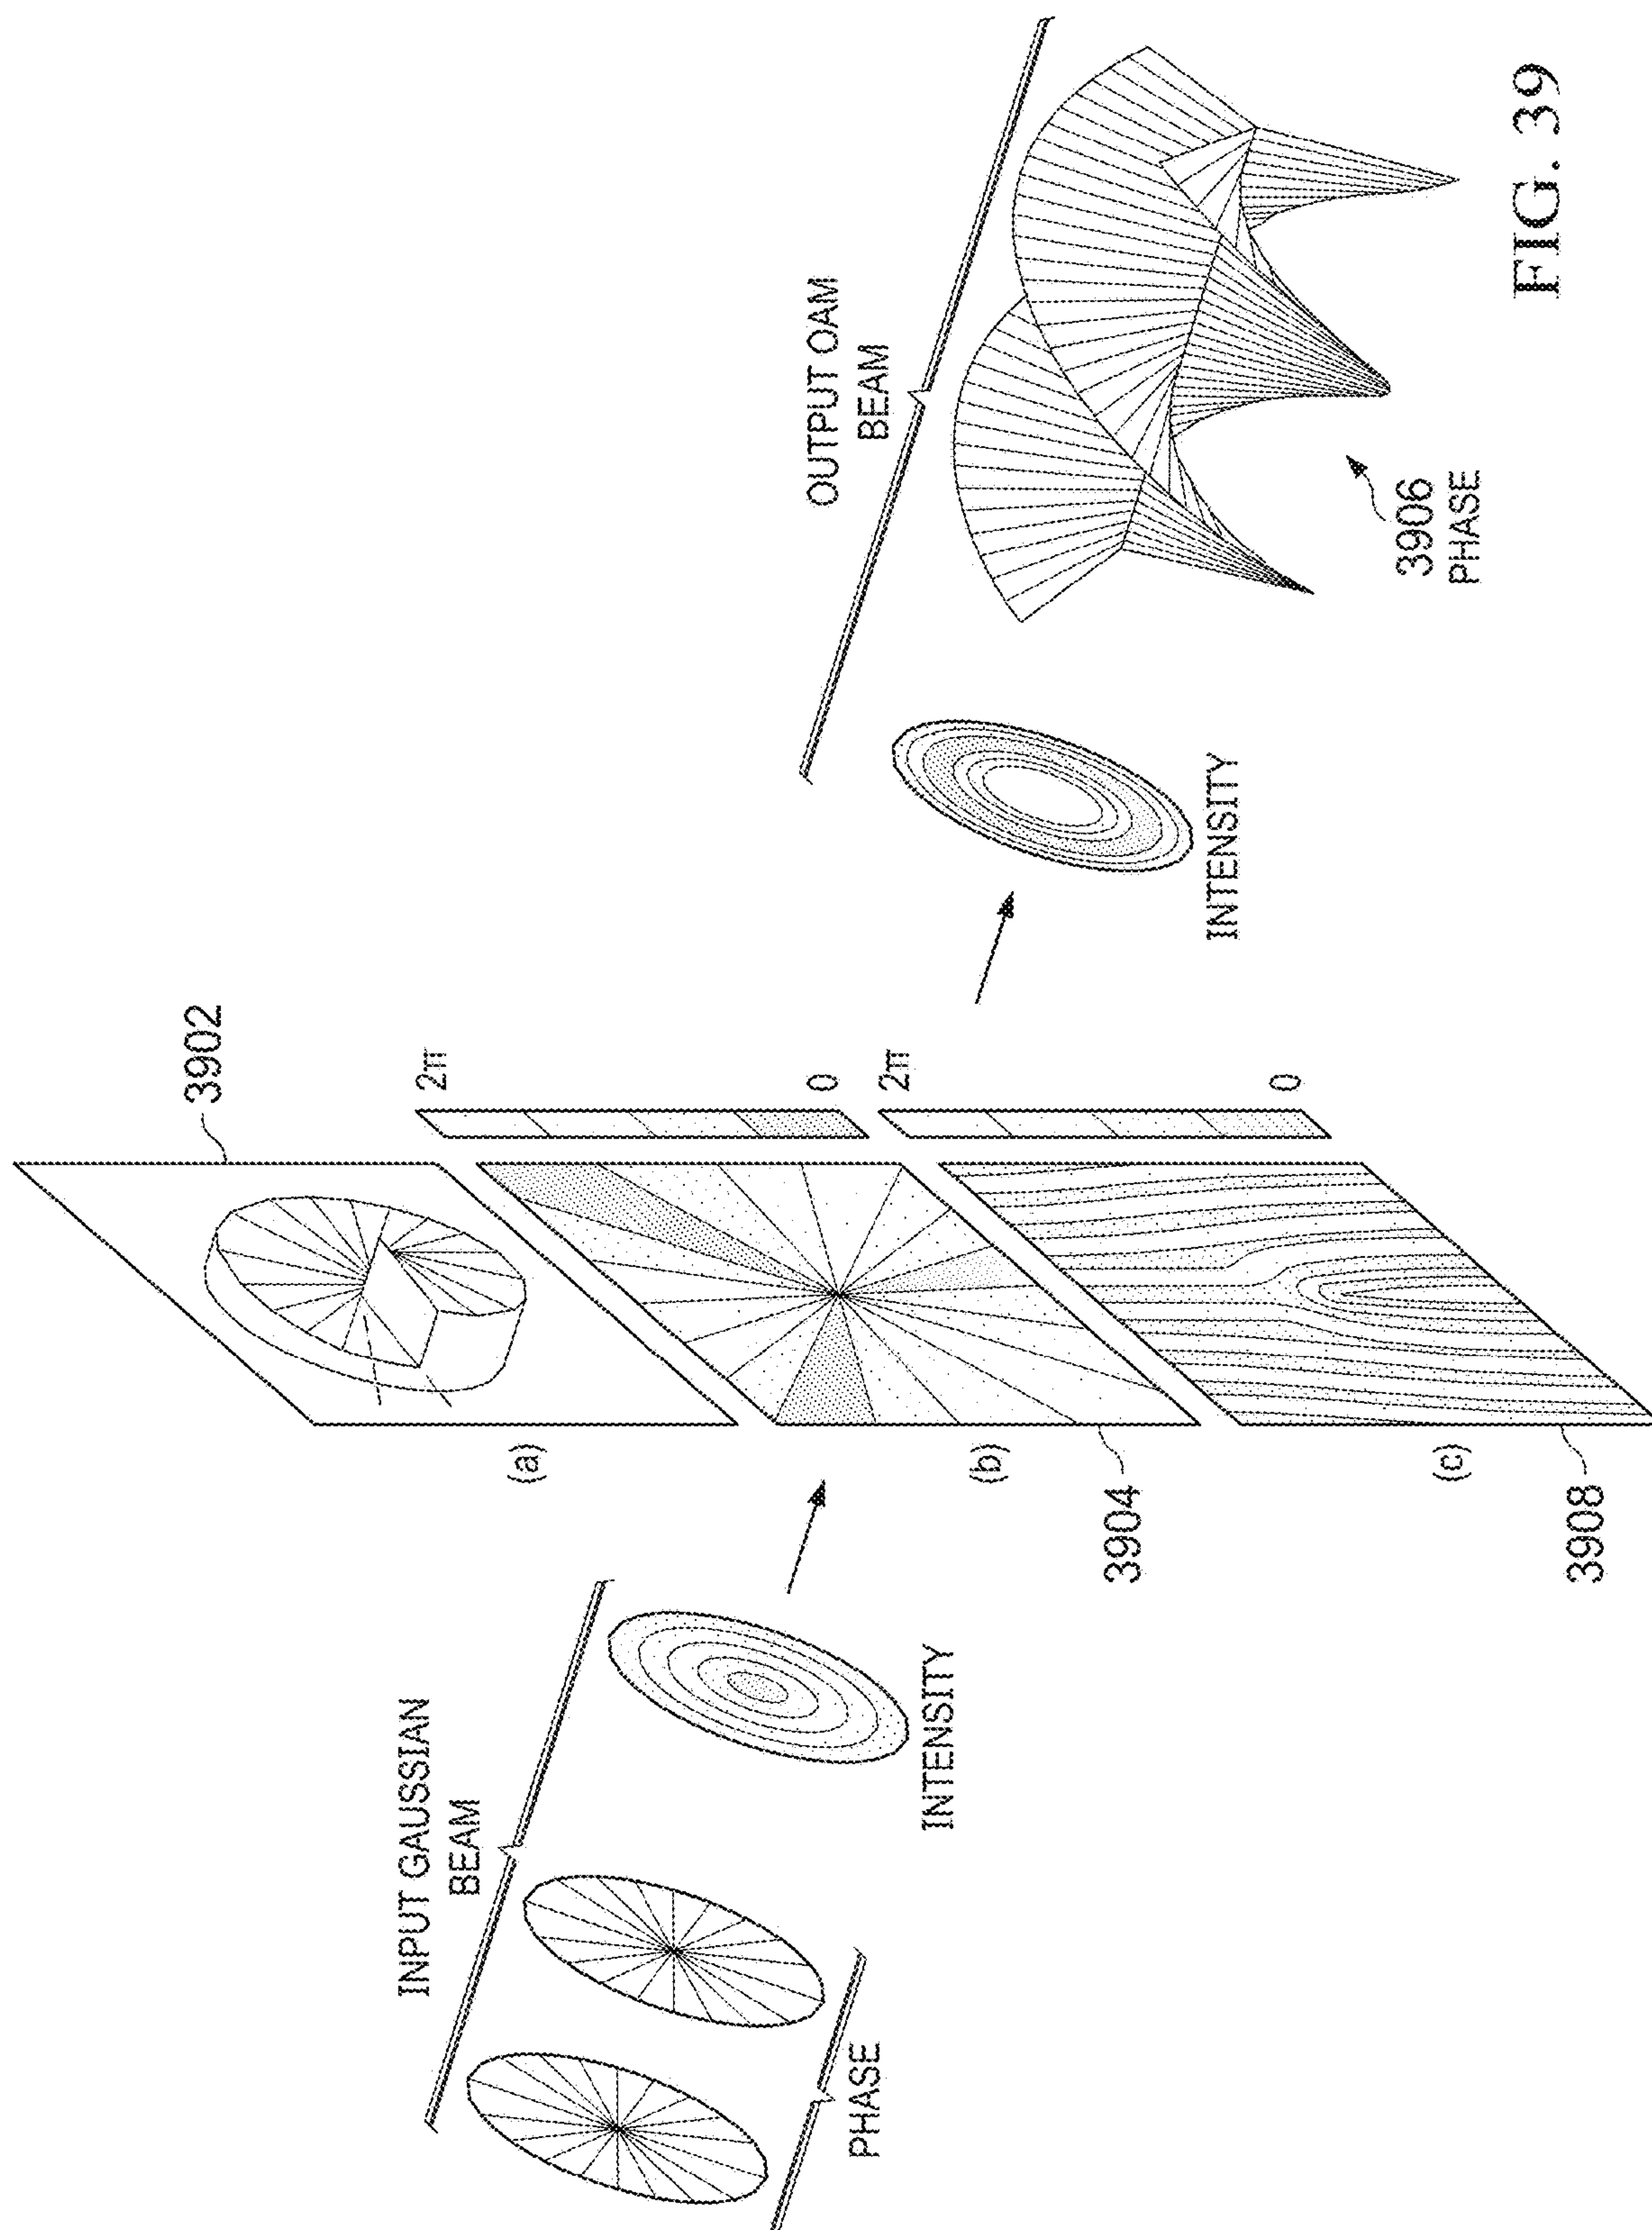 INPUT GAUSSIAN
BEAM
PHASE
INTENSITY
(a)
3902
2π
0
(b)
3904
2π
0
(c)
3908
OUTPUT OAM
BEAM
INTENSITY
3906
PHASE
FIG. 39